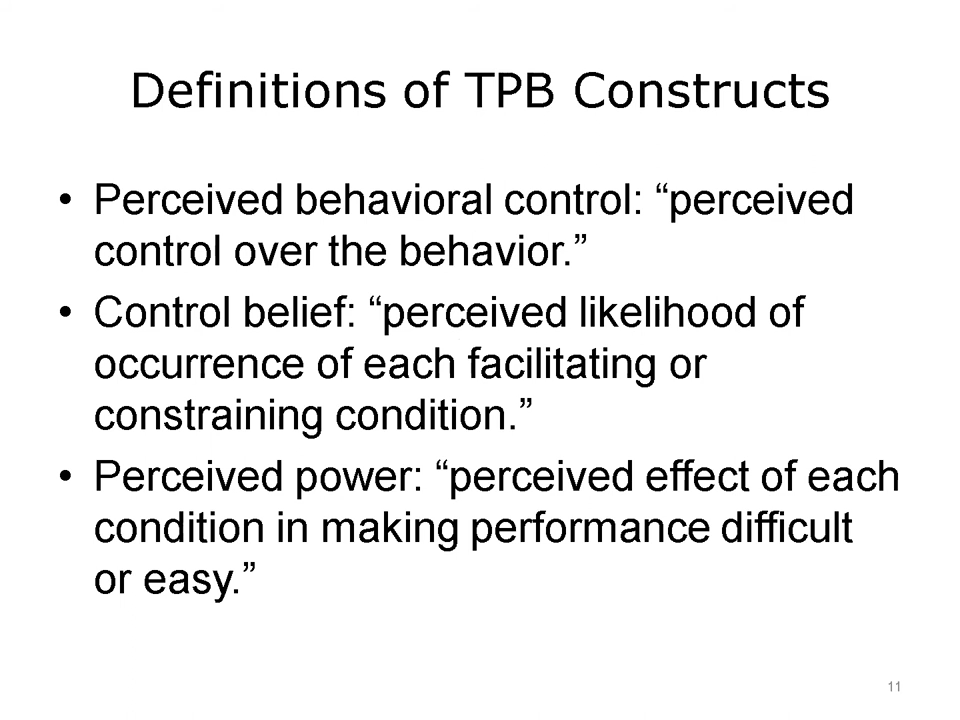 Definitions of TPB Constructs
• Perceived behavioral control: “perceived
control over the behavior.”
• Control belief: “perceived likelihood of
occurrence of each facilitating or
constraining condition.”
• Perceived power: “perceived effect of each
condition in making performance difficult
or easy.”
11